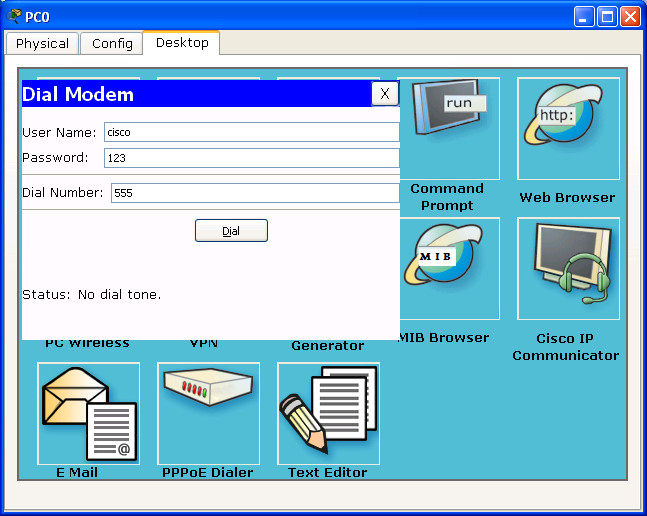 PC0
Physical Config Desktop
Dial Modem X
User Name: cisco
Password: 123
Dial Number: 555
Dial
Status: No dial tone.
run
http:
Command Prompt
Web Browser
MIB
MIB Browser
Cisco IP Communicator
PC Wireless
VPN
Generator
@
E Mail
PPPoE Dialer
Text Editor